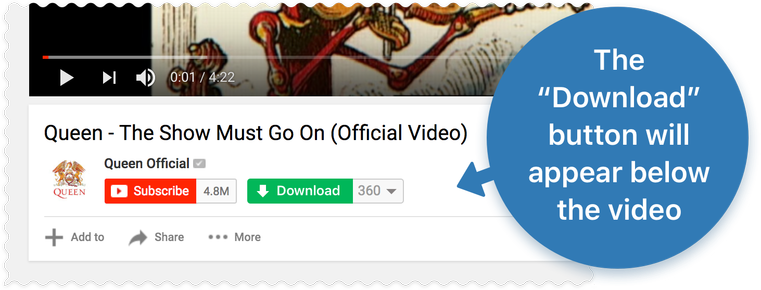 0:01 / 4:22
Queen - The Show Must Go On (Official Video)
Queen Official
QUEEN
Subscribe 4.8M
Download 360
Add to Share More
The
“Download”
button will
appear below
the video